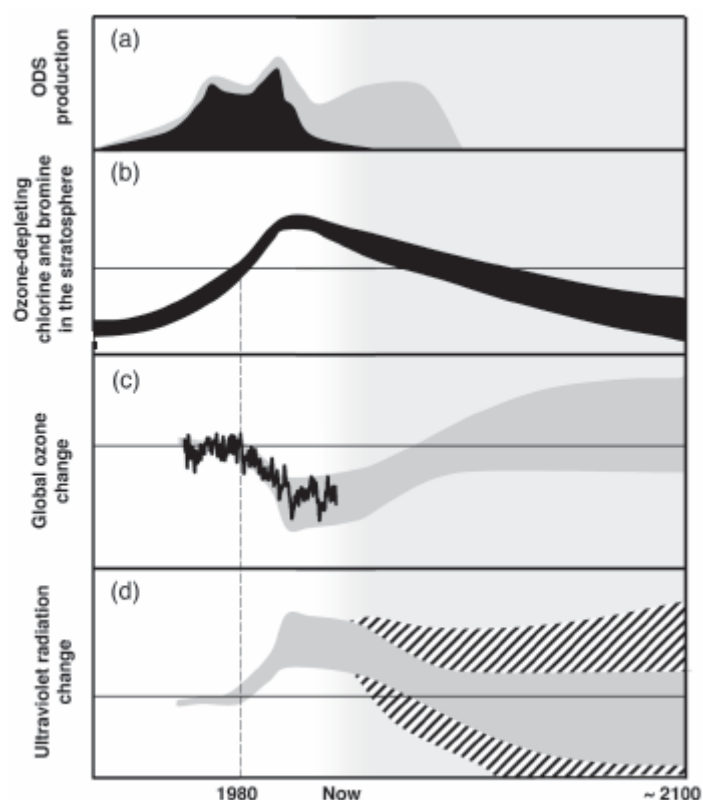 (a)
ODS
production
(b)
Ozone-depleting
chlorine and bromine
in the stratosphere
(c)
Global ozone
change
(d)
Ultraviolet radiation
change
1980
Now
~ 2100